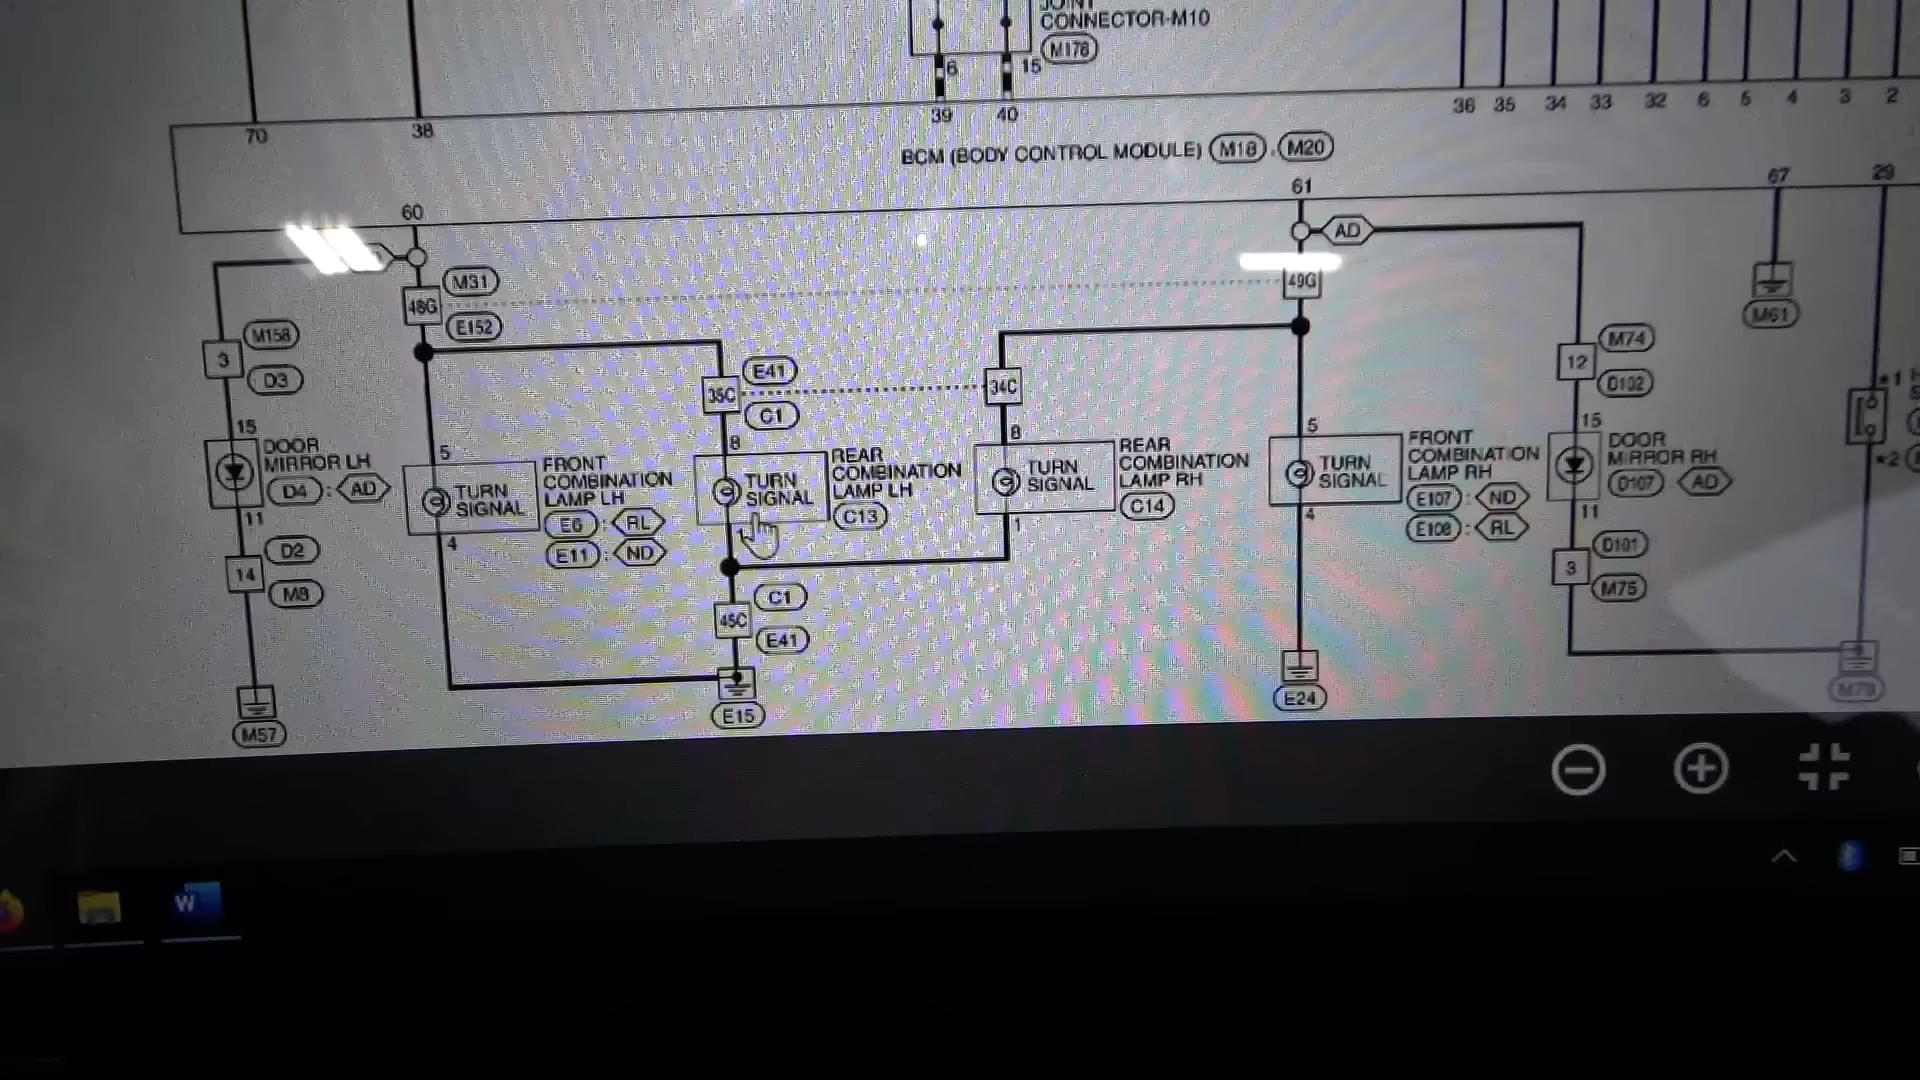 CONNECTOR-M10
M178
6
15
70
38
39
40
36 35 34 33 32 6 5 4 3 2
BCM (BODY CONTROL MODULE) M18 , M20
60
61
67
29
AD
M31
48G
E152
49G
M61
M158
3
D3
E41
35C
C1
34C
M74
12
D102
*1
15
DOOR
MIRROR LH
D4 : AD
11
5
TURN
SIGNAL
4
FRONT
COMBINATION
LAMP LH
E6 : RL
E11 : ND
8
TURN
SIGNAL
REAR
COMBINATION
LAMP LH
C13
8
TURN
SIGNAL
1
REAR
COMBINATION
LAMP RH
C14
5
TURN
SIGNAL
4
FRONT
COMBINATION
LAMP RH
E107 : ND
E108 : RL
15
DOOR
MIRROR RH
D107 : AD
11
*2
D2
14
M8
C1
45C
E41
D101
3
M75
M57
E15
E24
M79
W